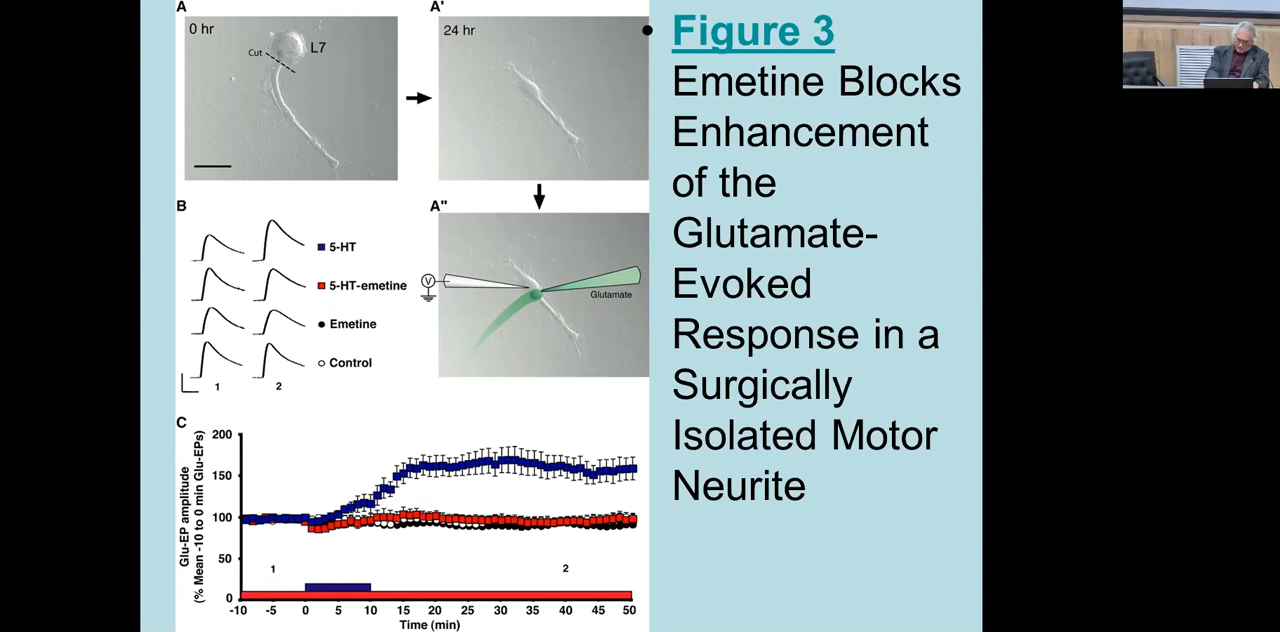 A
0 hr
Cut
L7
A'
24 hr
B
5-HT
5-HT-emetine
Emetine
Control
1
2
A"
V
Glutamate
C
Glu-EP amplitude
(% Mean -10 to 0 min Glu-EPs)
200
150
100
50
0
1
2
-10 -5 0 5 10 15 20 25 30 35 40 45 50
Time (min)
Figure 3
Emetine Blocks
Enhancement
of the
Glutamate-
Evoked
Response in a
Surgically
Isolated Motor
Neurite